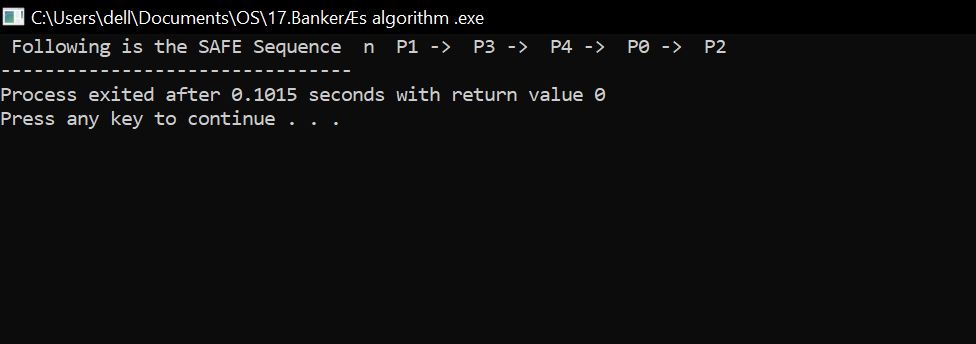 C:\Users\dell\Documents\OS\17.BankerÆs algorithm .exe
Following is the SAFE Sequence  n  P1 ->  P3 ->  P4 ->  P0 ->  P2
--------------------------------
Process exited after 0.1015 seconds with return value 0
Press any key to continue . . .